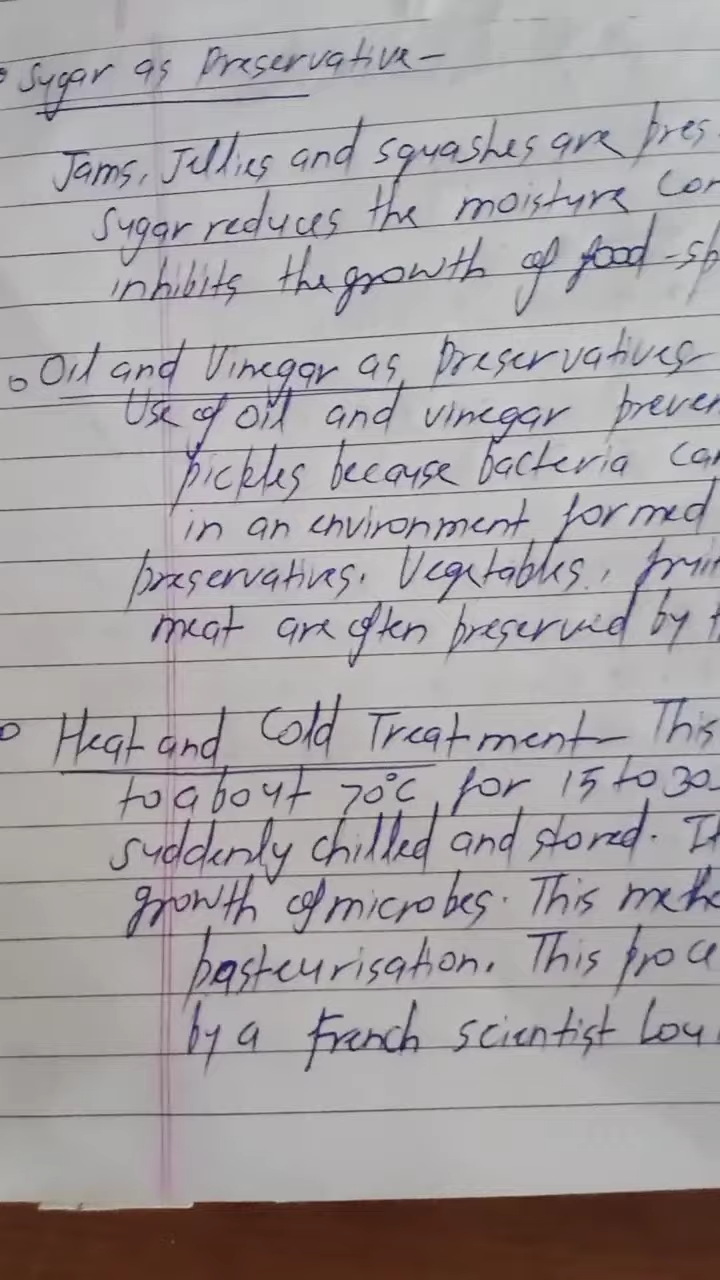 Sugar as Preservative -
Jams, Jellies and squashes are pres
Sugar reduces the moisture con
inhibits the growth of food-sp
Oil and Vinegar as Preservatives
Use of oil and vinegar preven
pickles because bacteria can
in an environment formed
preservatives. Vegetables, fruit
meat are often preserved by t
Heat and Cold Treatment - This
to about 70°C for 15 to 30
suddenly chilled and stored. It
growth of microbes. This meth
pasteurisation. This proce
by a French scientist Lou